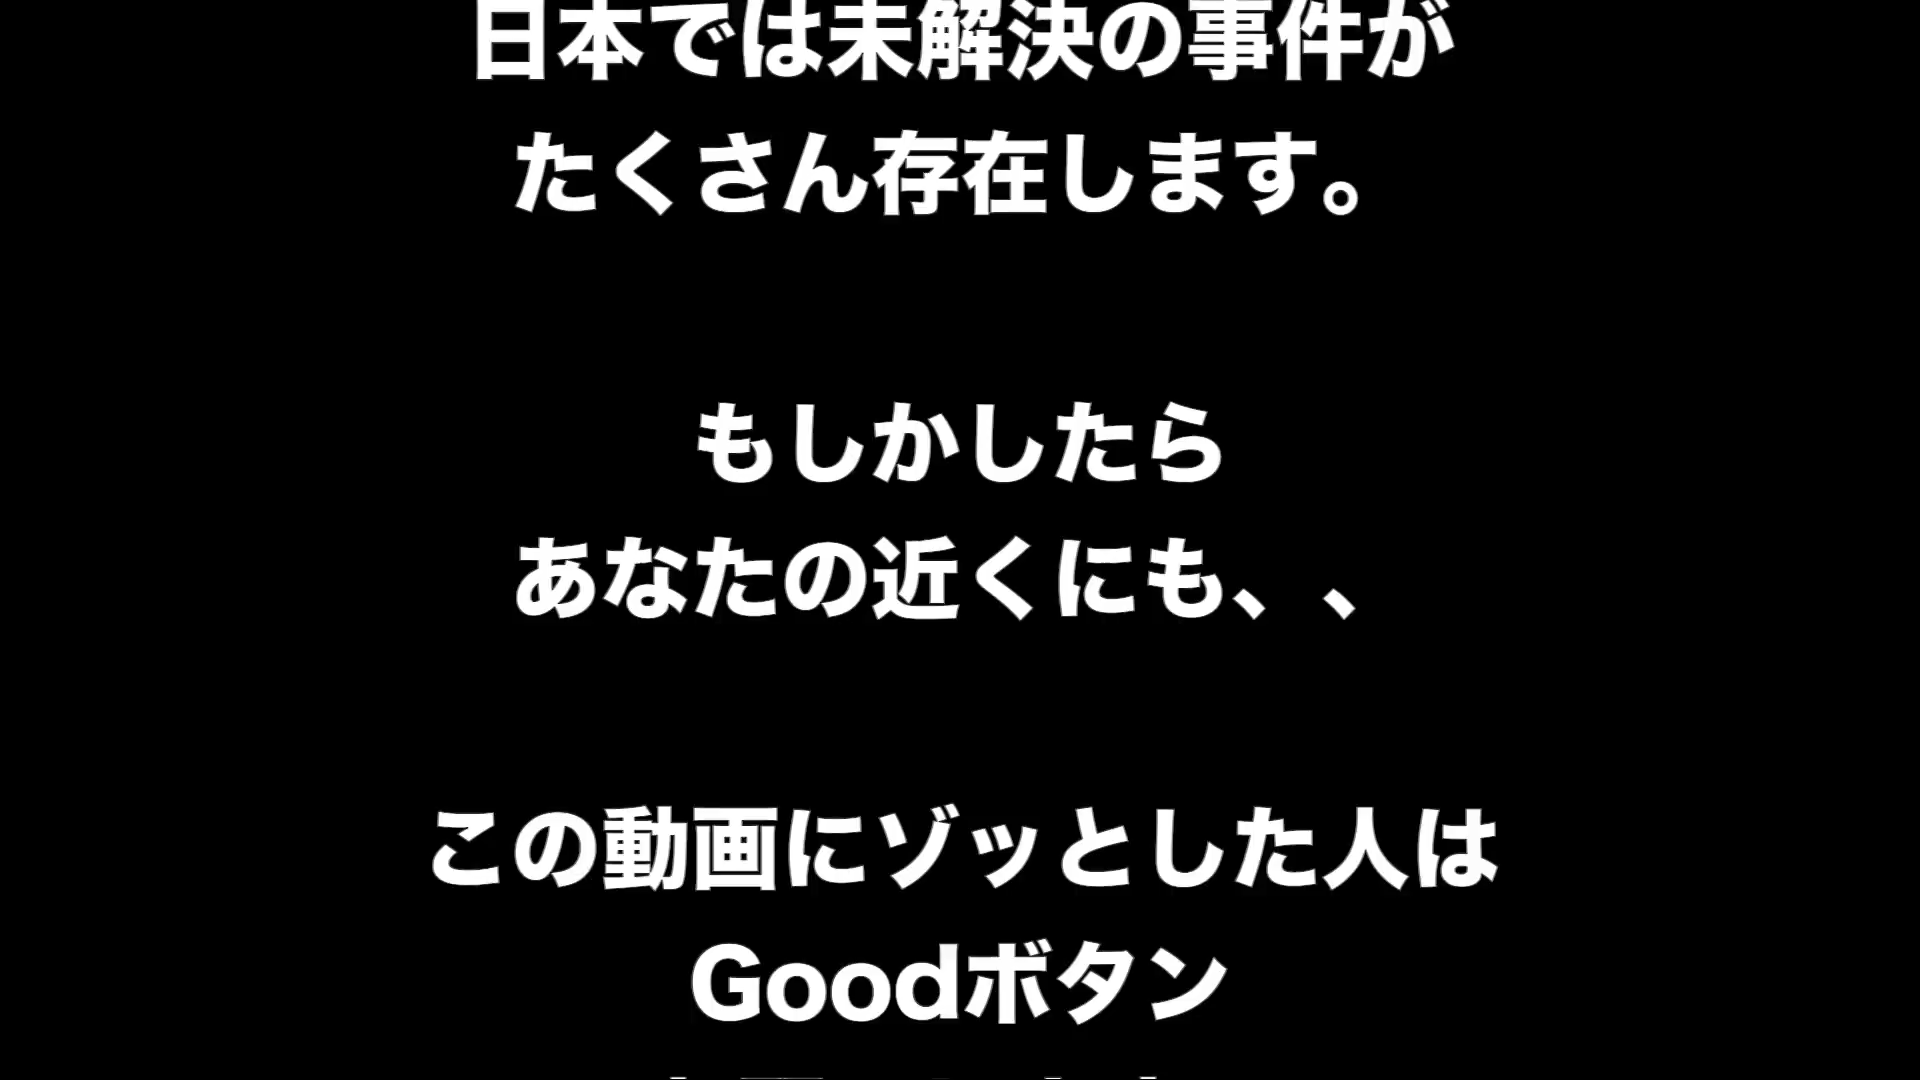 日本では未解決の事件が
たくさん存在します。
もしかしたら
あなたの近くにも、、
この動画にゾッとした人は
Goodボタン